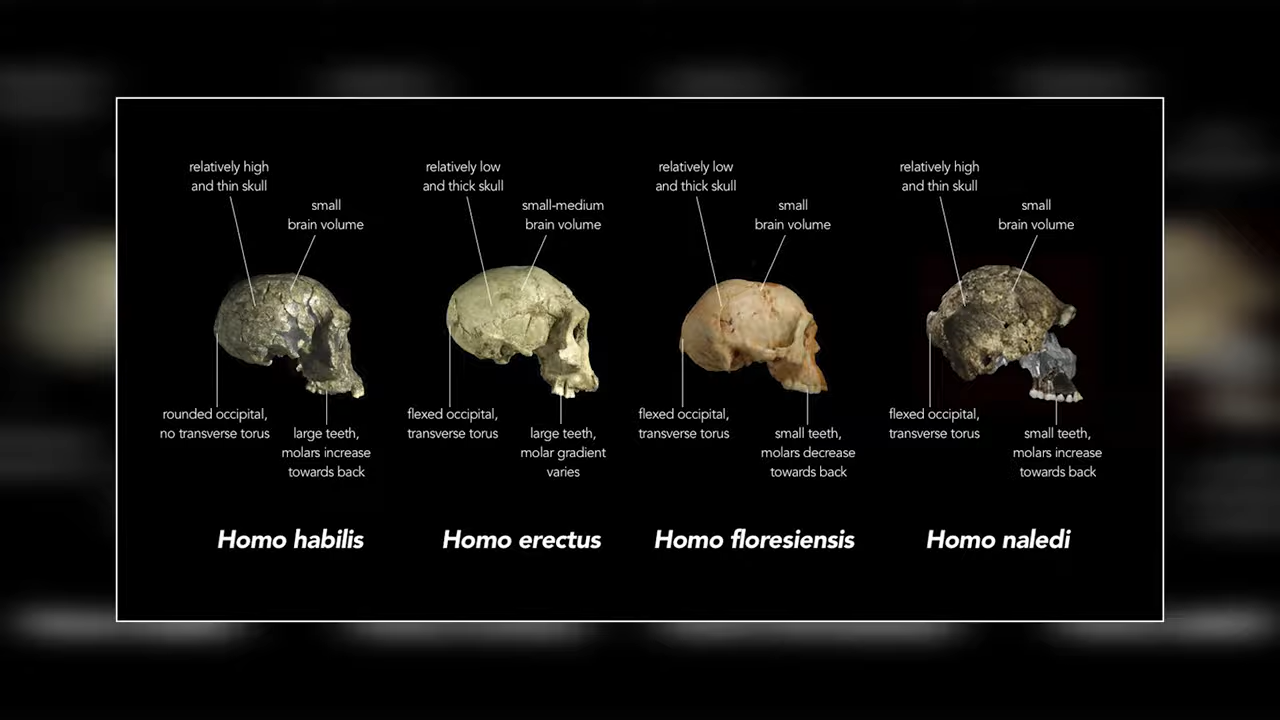 relatively high
and thin skull
small
brain volume
rounded occipital,
no transverse torus
large teeth,
molars increase
towards back
Homo habilis
relatively low
and thick skull
small-medium
brain volume
flexed occipital,
transverse torus
large teeth,
molar gradient
varies
Homo erectus
relatively low
and thick skull
small
brain volume
flexed occipital,
transverse torus
small teeth,
molars decrease
towards back
Homo floresiensis
relatively high
and thin skull
small
brain volume
flexed occipital,
transverse torus
small teeth,
molars increase
towards back
Homo naledi